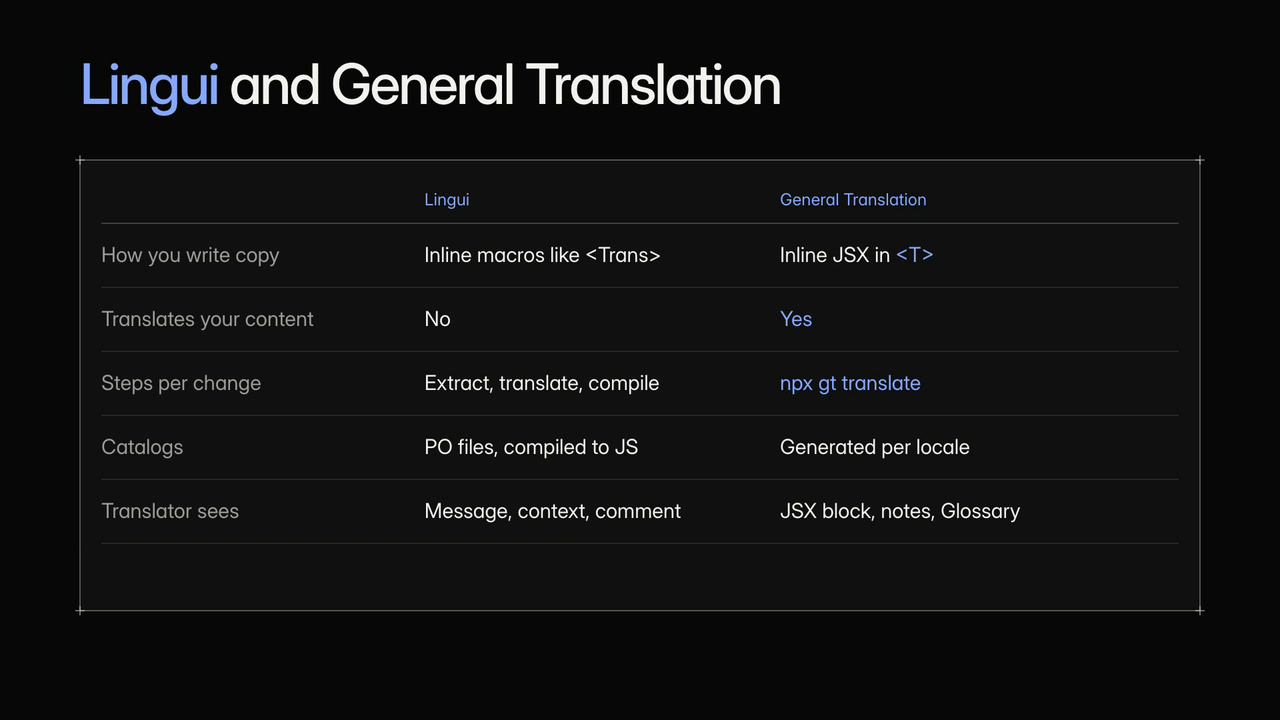 Lingui and General Translation
Lingui General Translation
How you write copy Inline macros like <Trans> Inline JSX in <T>
Translates your content No Yes
Steps per change Extract, translate, compile npx gt translate
Catalogs PO files, compiled to JS Generated per locale
Translator sees Message, context, comment JSX block, notes, Glossary